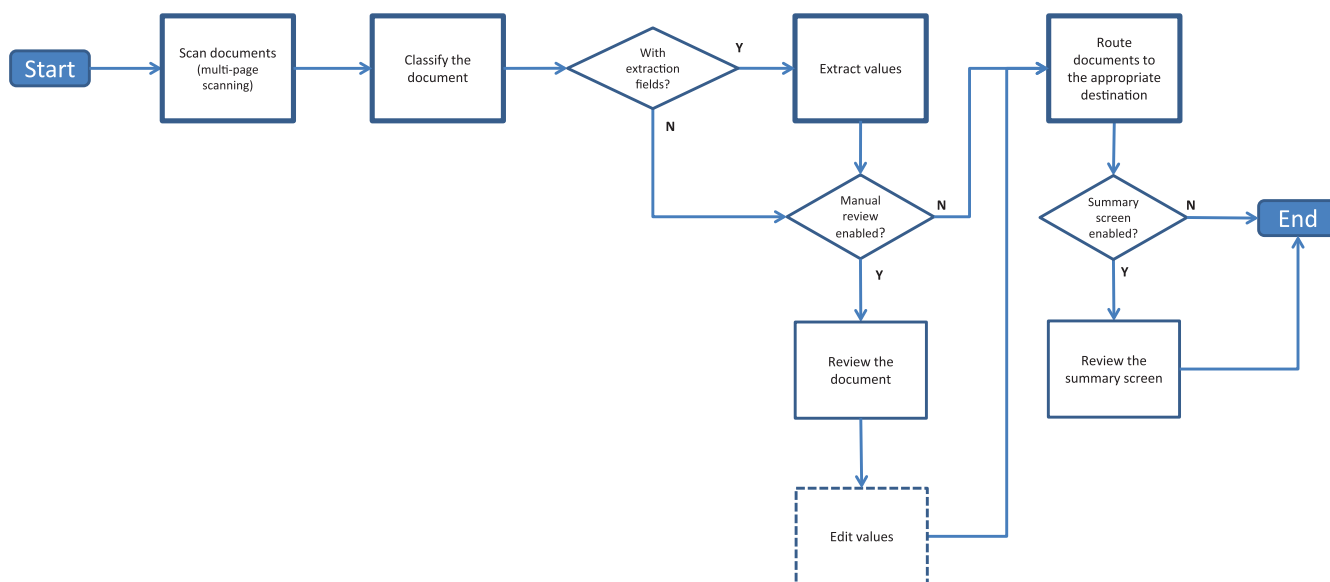 Start
Scan documents
(multi-page
scanning)
Classify the
document
With
extraction
fields?
Y
N
Extract values
Manual
review
enabled?
N
Y
Review the
document
Edit values
Route
documents to
the appropriate
destination
Summary
screen
enabled?
N
Y
Review the
summary screen
End